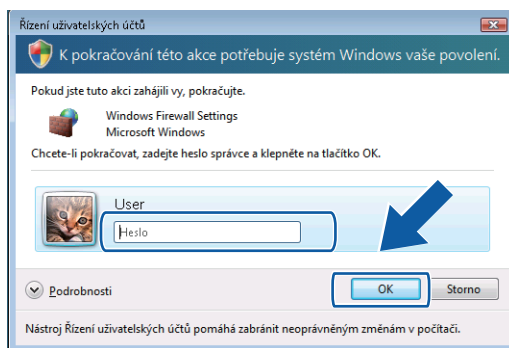 Řízení uživatelských účtů
K pokračování této akce potřebuje systém Windows vaše povolení.
Pokud jste tuto akci zahájili vy, pokračujte.
Windows Firewall Settings
Microsoft Windows
Chcete-li pokračovat, zadejte heslo správce a klepněte na tlačítko OK.
User
Heslo
Podrobnosti
OK Storno
Nástroj Řízení uživatelských účtů pomáhá zabránit neoprávněným změnám v počítači.